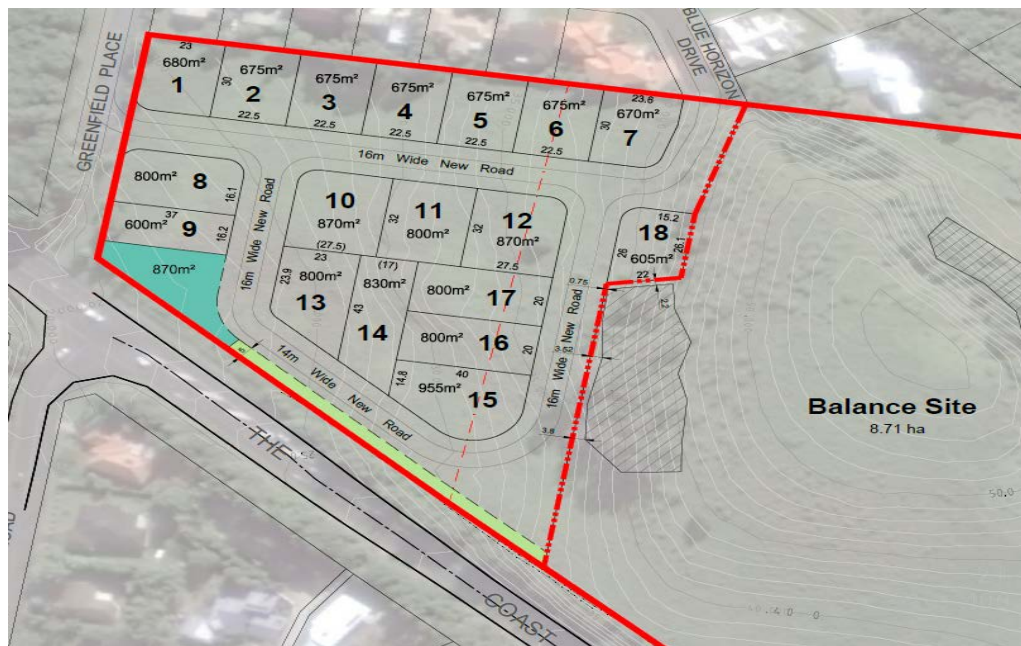 GREENFIELD PLACE
BLUE HORIZON
DRIVE
23
680m²
1
30
675m²
2
22.5
675m²
3
22.5
675m²
4
22.5
675m²
5
22.5
675m²
6
22.5
23.8
30
670m²
7
16m Wide New Road
800m²
8
16.1
37
600m²
9
16.2
870m²
16m Wide New Road
10
870m²
(27.5)
32
11
800m²
32
12
870m²
27.5
15.2
18
605m²
26
26.1
22
23
800m²
13
23.9
(17)
830m²
14
43
800m²
17
20
800m²
16
20
40
955m²
15
14.8
0.75
16m Wide New Road
3.8
14m Wide New Road
Balance Site
8.71 ha
50.0
THE
COAST